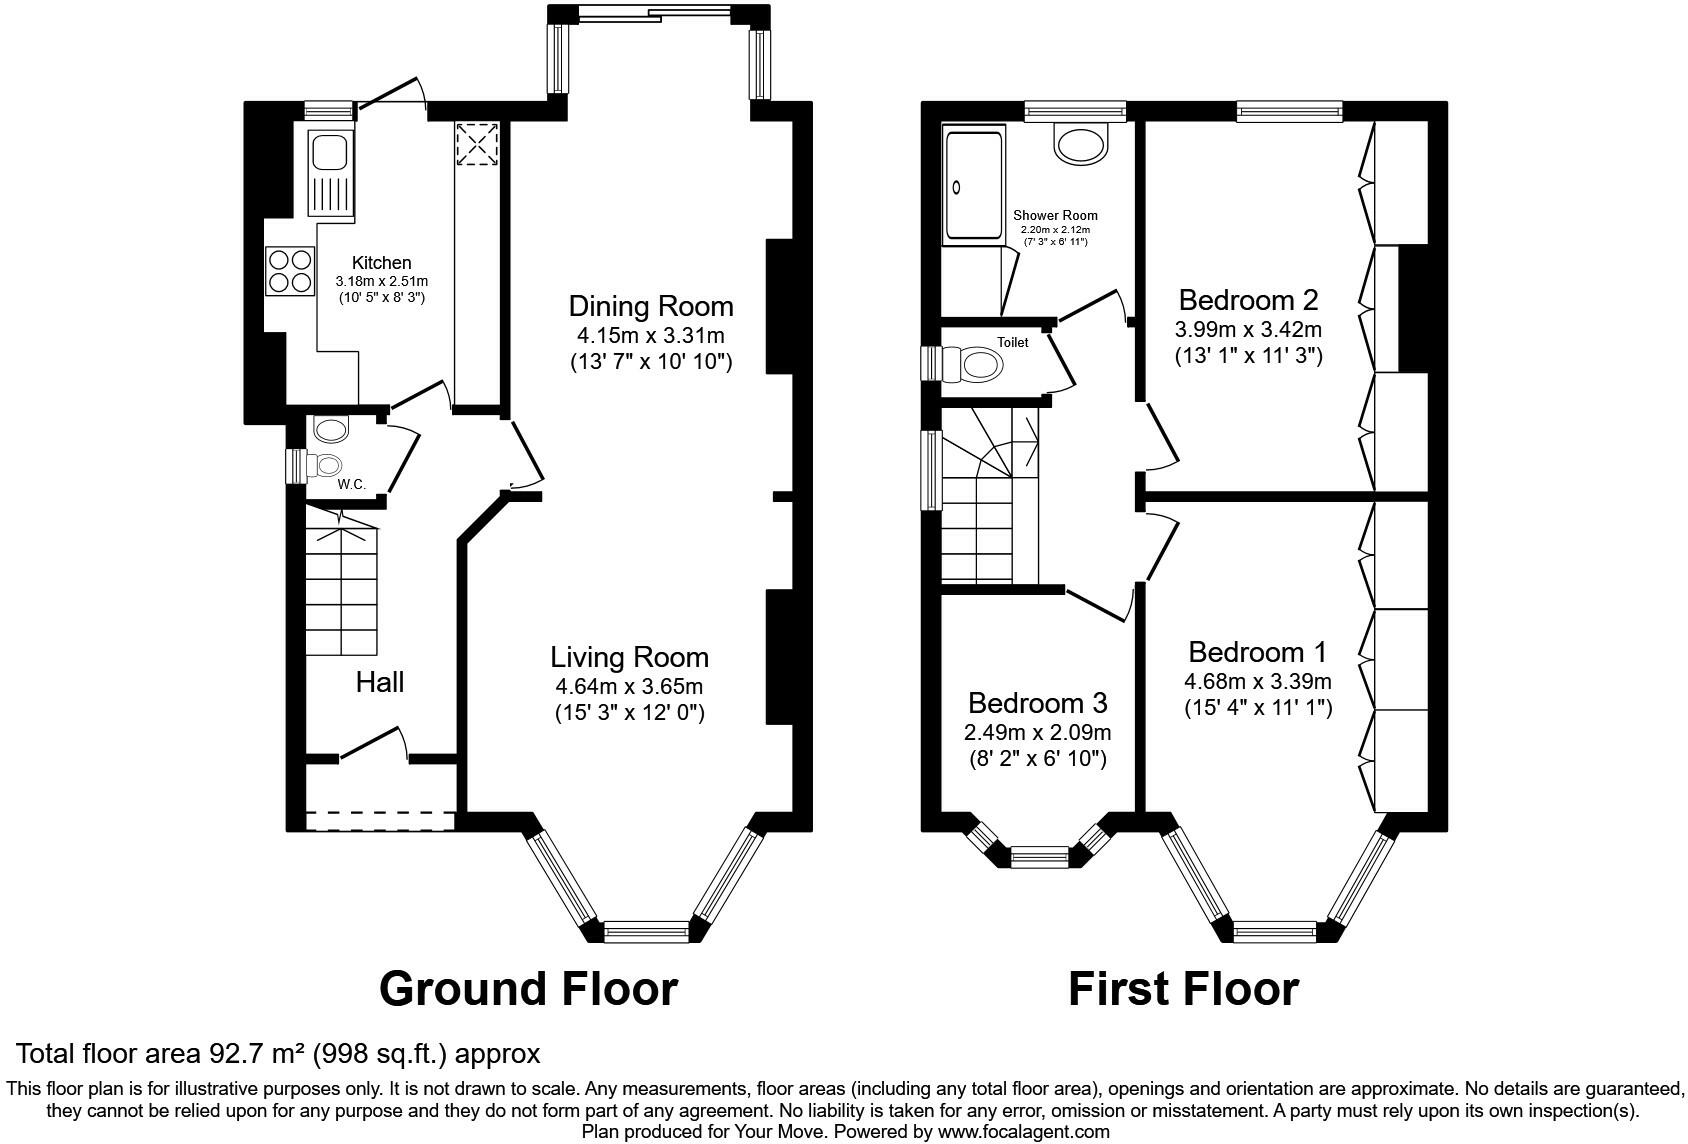 Kitchen
3.18m x 2.51m
(10' 5" x 8' 3")
Dining Room
4.15m x 3.31m
(13' 7" x 10' 10")
W.C.
Hall
Living Room
4.64m x 3.65m
(15' 3" x 12' 0")
Ground Floor
Shower Room
2.20m x 2.12m
(7' 3" x 6' 11")
Toilet
Bedroom 2
3.99m x 3.42m
(13' 1" x 11' 3")
Bedroom 1
4.68m x 3.39m
(15' 4" x 11' 1")
Bedroom 3
2.49m x 2.09m
(8' 2" x 6' 10")
First Floor
Total floor area 92.7 m² (998 sq.ft.) approx
This floor plan is for illustrative purposes only. It is not drawn to scale. Any measurements, floor areas (including any total floor area), openings and orientation are approximate. No details are guaranteed,
they cannot be relied upon for any purpose and they do not form part of any agreement. No liability is taken for any error, omission or misstatement. A party must rely upon its own inspection(s).
Plan produced for Your Move. Powered by www.focalagent.com